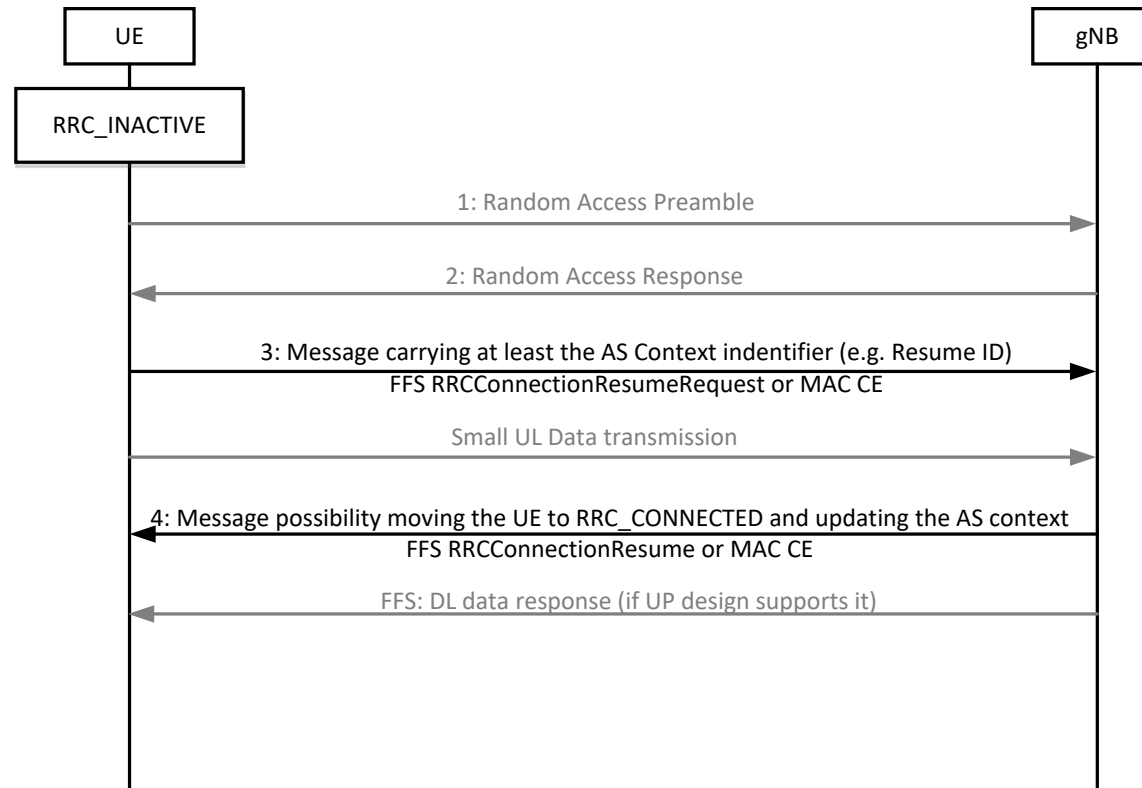 UE
gNB
RRC_INACTIVE
1: Random Access Preamble
2: Random Access Response
3: Message carrying at least the AS Context indentifier (e.g. Resume ID)
FFS RRCConnectionResumeRequest or MAC CE
Small UL Data transmission
4: Message possibility moving the UE to RRC_CONNECTED and updating the AS context
FFS RRCConnectionResume or MAC CE
FFS: DL data response (if UP design supports it)